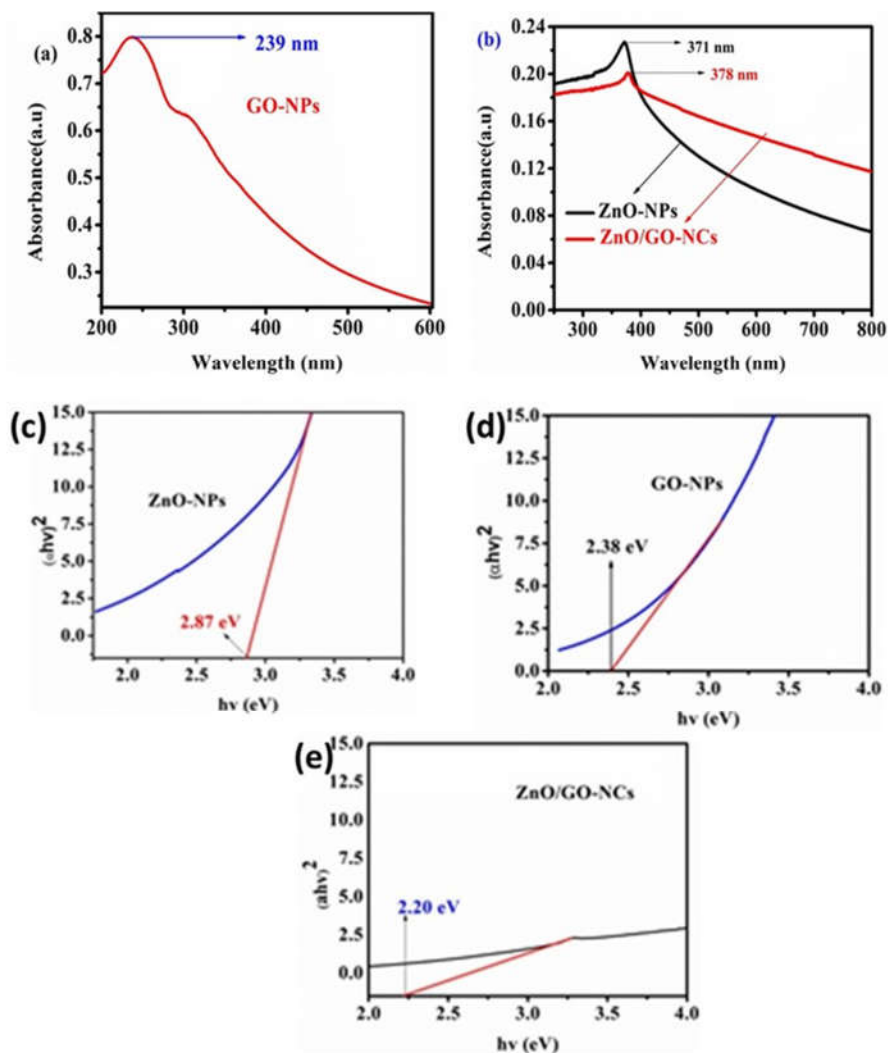 (a)
239 nm
GO-NPs
Absorbance(a.u)
0.8
0.7
0.6
0.5
0.4
0.3
200 300 400 500 600
Wavelength (nm)
(b)
371 nm
378 nm
ZnO-NPs
ZnO/GO-NCs
Absorbance(a.u)
0.24
0.20
0.16
0.12
0.08
0.04
0.00
300 400 500 600 700 800
Wavelength (nm)
(c)
ZnO-NPs
2.87 eV
(αhν)2
15.0
12.5
10.0
7.5
5.0
2.5
0.0
2.0 2.5 3.0 3.5 4.0
hν (eV)
(d)
GO-NPs
2.38 eV
(αhν)2
15.0
12.5
10.0
7.5
5.0
2.5
0.0
2.0 2.5 3.0 3.5 4.0
hν (eV)
(e)
ZnO/GO-NCs
2.20 eV
(ahν)2
15.0
12.5
10.0
7.5
5.0
2.5
0.0
2.0 2.5 3.0 3.5 4.0
hν (eV)